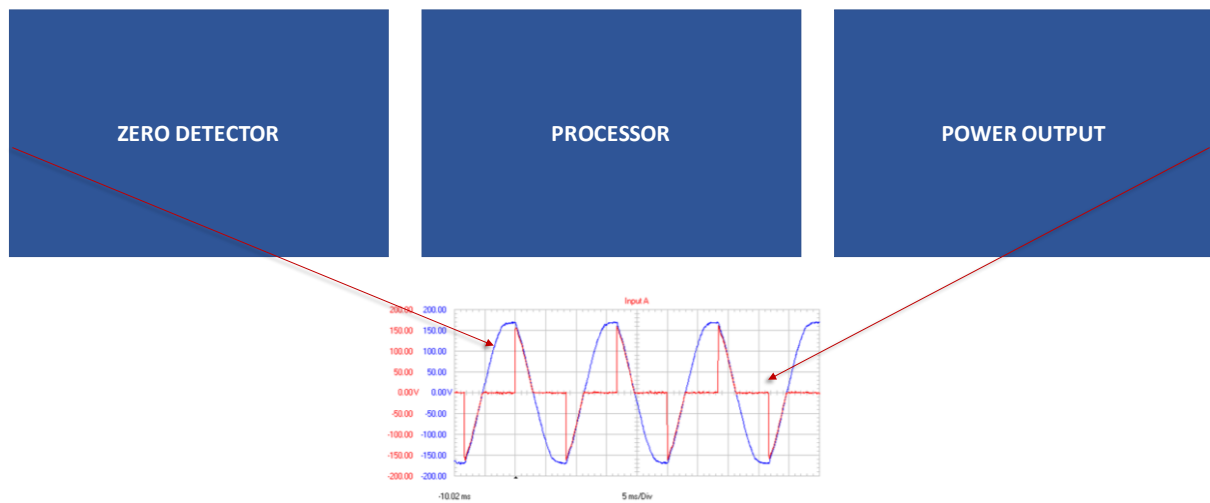 ZERO DETECTOR
PROCESSOR
POWER OUTPUT
Input A
200.00 200.00
150.00 150.00
100.00 100.00
50.00 50.00
0.00V 0.00V
-50.00 -50.00
-100.00 -100.00
-150.00 -150.00
-200.00 -200.00
-10.02 ms 5 ms/Div